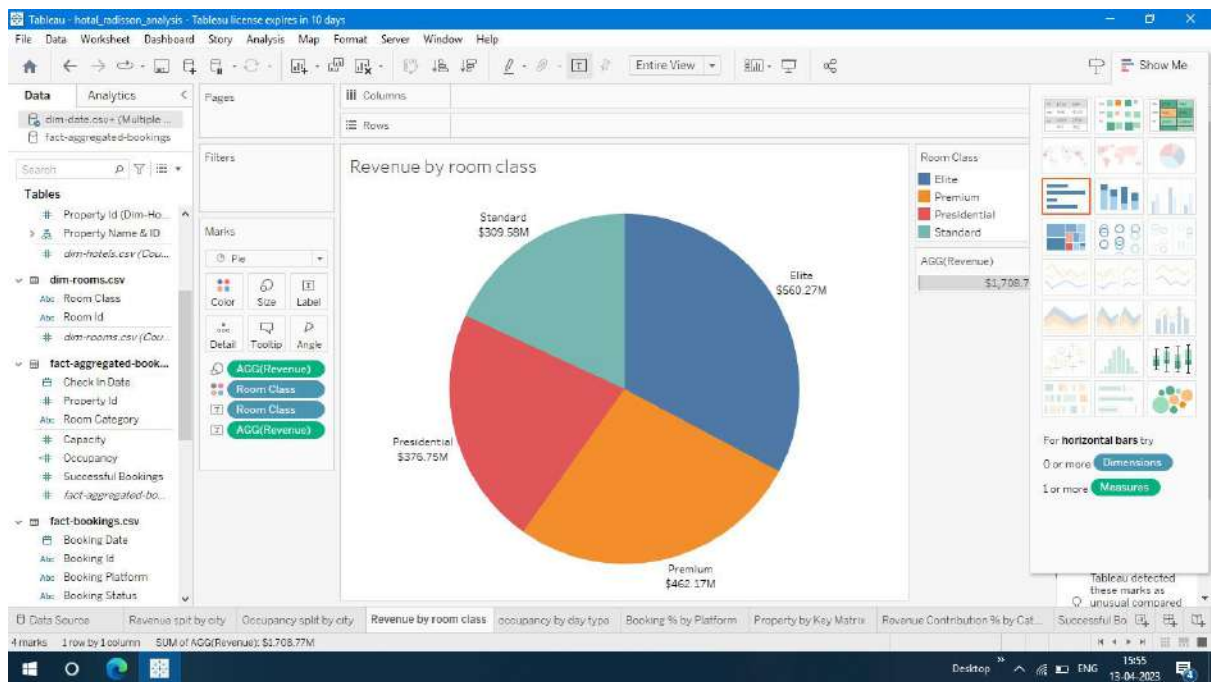 Tableau - hotal_radisson_analysis - Tableau license expires in 10 days
File Data Worksheet Dashboard Story Analysis Map Format Server Window Help
Entire View
Show Me
Data Analytics
dim-date.csv+ (Multiple ...
fact-aggregated-bookings
Search
Tables
Property Id (Dim-Ho...
Property Name & ID
dim-hotels.csv (Cou...
dim-rooms.csv
Abc Room Class
Abc Room Id
dim-rooms.csv (Cou...
fact-aggregated-book...
Check In Date
Property Id
Abc Room Category
Capacity
Occupancy
Successful Bookings
fact-aggregated-bo...
fact-bookings.csv
Booking Date
Abc Booking Id
Abc Booking Platform
Abc Booking Status
Pages
Filters
Marks
Pie
Color Size Label
Detail Tooltip Angle
AGG(Revenue)
Room Class
Room Class
AGG(Revenue)
Columns
Rows
Revenue by room class
Standard
$309.58M
Elite
$560.27M
Presidential
$376.75M
Premium
$462.17M
Room Class
Elite
Premium
Presidential
Standard
AGG(Revenue)
$1,708.7
For horizontal bars try
0 or more Dimensions
1 or more Measures
Tableau detected
these marks as
unusual compared
Data Source Revenue spit by city Occupancy split by city Revenue by room class occupancy by day type Booking % by Platform Property by Key Matrix Revenue Contribution % by Cat... Successful Bo
4 marks 1 row by 1 column SUM of AGG(Revenue): $1,708.77M
Desktop ENG 15:55
13-04-2023